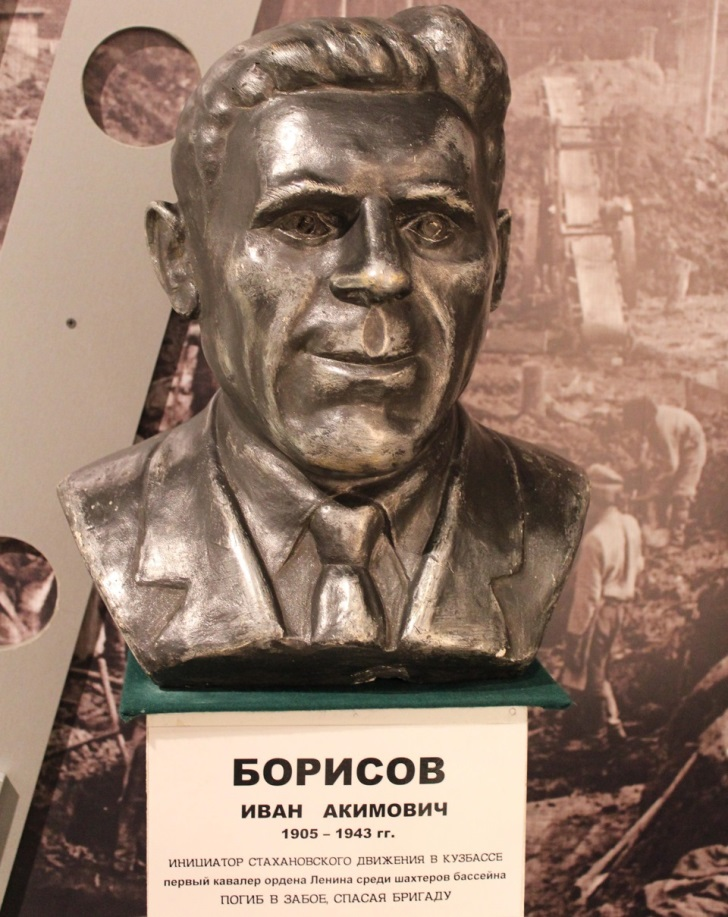 БОРИСОВ
ИВАН АКИМОВИЧ
1905 – 1943 гг.
ИНИЦИАТОР СТАХАНОВСКОГО ДВИЖЕНИЯ В КУЗБАССЕ
первый кавалер ордена Ленина среди шахтеров бассейна
ПОГИБ В ЗАБОЕ, СПАСАЯ БРИГАДУ